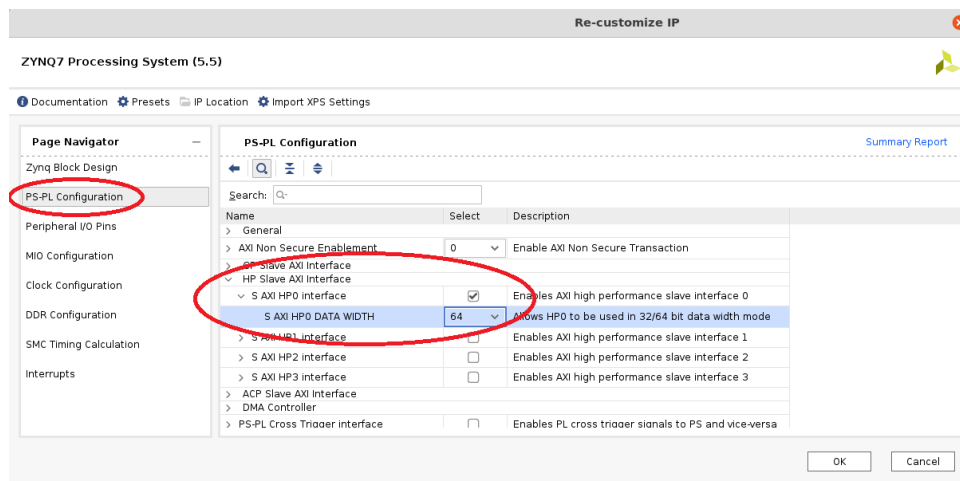 Re-customize IP
ZYNQ7 Processing System (5.5)
Documentation Presets IP Location Import XPS Settings
Page Navigator
Zynq Block Design
PS-PL Configuration
Peripheral I/O Pins
MIO Configuration
Clock Configuration
DDR Configuration
SMC Timing Calculation
Interrupts
PS-PL Configuration Summary Report
Search:
Name Select Description
General
AXI Non Secure Enablement 0 Enable AXI Non Secure Transaction
GP Slave AXI Interface
HP Slave AXI Interface
S AXI HP0 interface Enables AXI high performance slave interface 0
S AXI HP0 DATA WIDTH 64 Allows HP0 to be used in 32/64 bit data width mode
S AXI HP1 interface Enables AXI high performance slave interface 1
S AXI HP2 interface Enables AXI high performance slave interface 2
S AXI HP3 interface Enables AXI high performance slave interface 3
ACP Slave AXI Interface
DMA Controller
PS-PL Cross Trigger interface Enables PL cross trigger signals to PS and vice-versa
OK Cancel